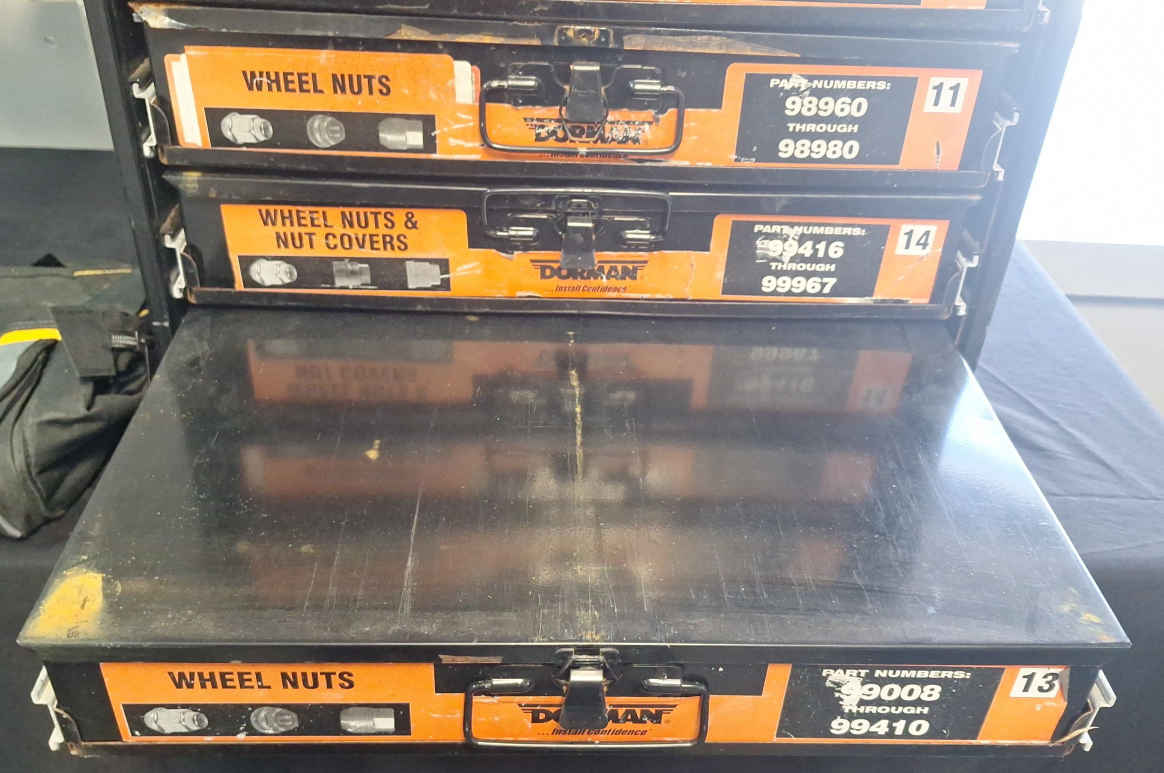 WHEEL NUTS
DORMAN
PART NUMBERS:
98960
THROUGH
98980
11
WHEEL NUTS &
NUT COVERS
DORMAN
Install Confidence
PART NUMBERS:
99416
THROUGH
99967
14
WHEEL NUTS
DORMAN
...Install Confidence
PART NUMBERS:
99008
THROUGH
99410
13